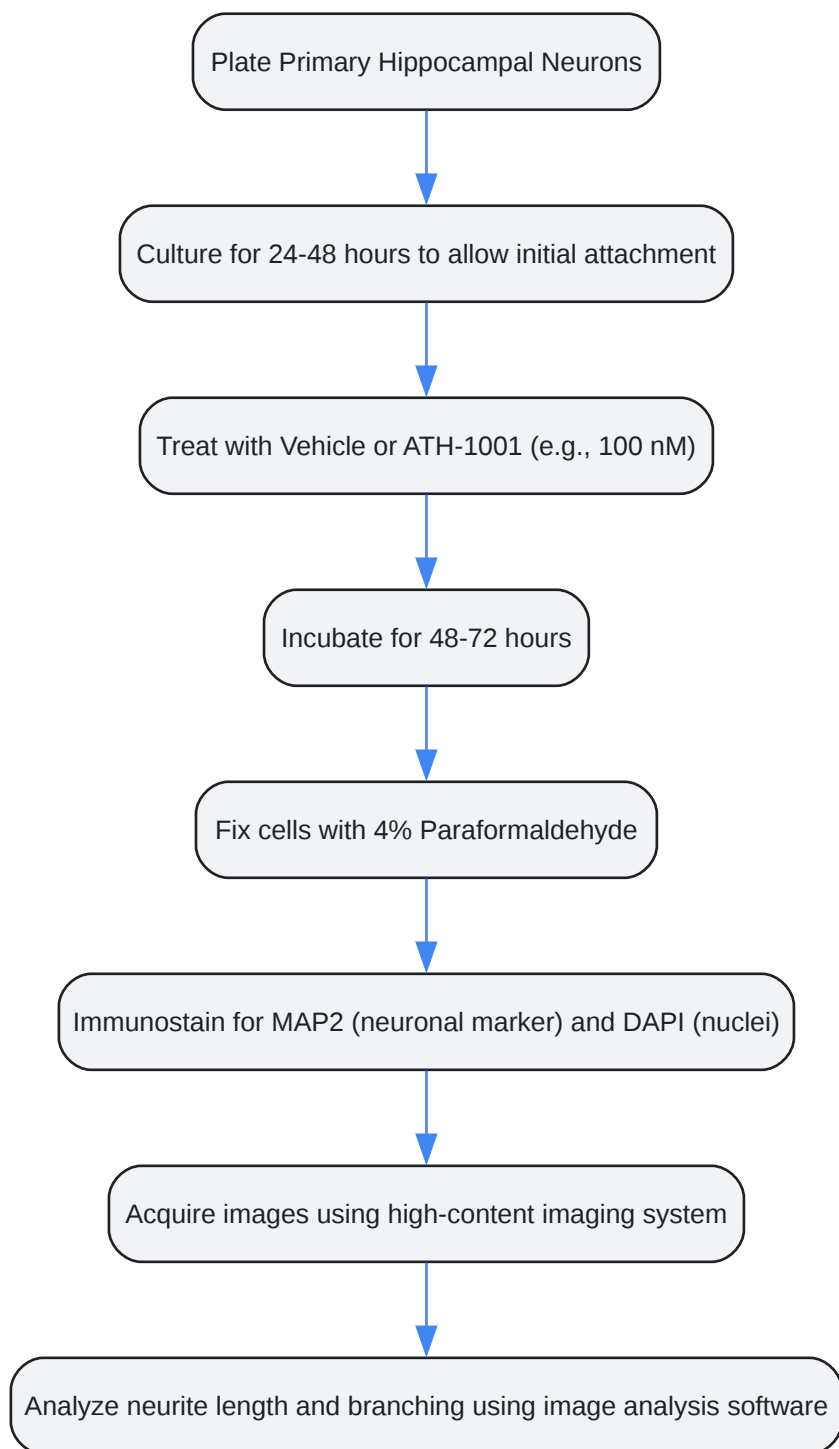 Plate Primary Hippocampal Neurons
Culture for 24-48 hours to allow initial attachment
Treat with Vehicle or ATH-1001 (e.g., 100 nM)
Incubate for 48-72 hours
Fix cells with 4% Paraformaldehyde
Immunostain for MAP2 (neuronal marker) and DAPI (nuclei)
Acquire images using high-content imaging system
Analyze neurite length and branching using image analysis software